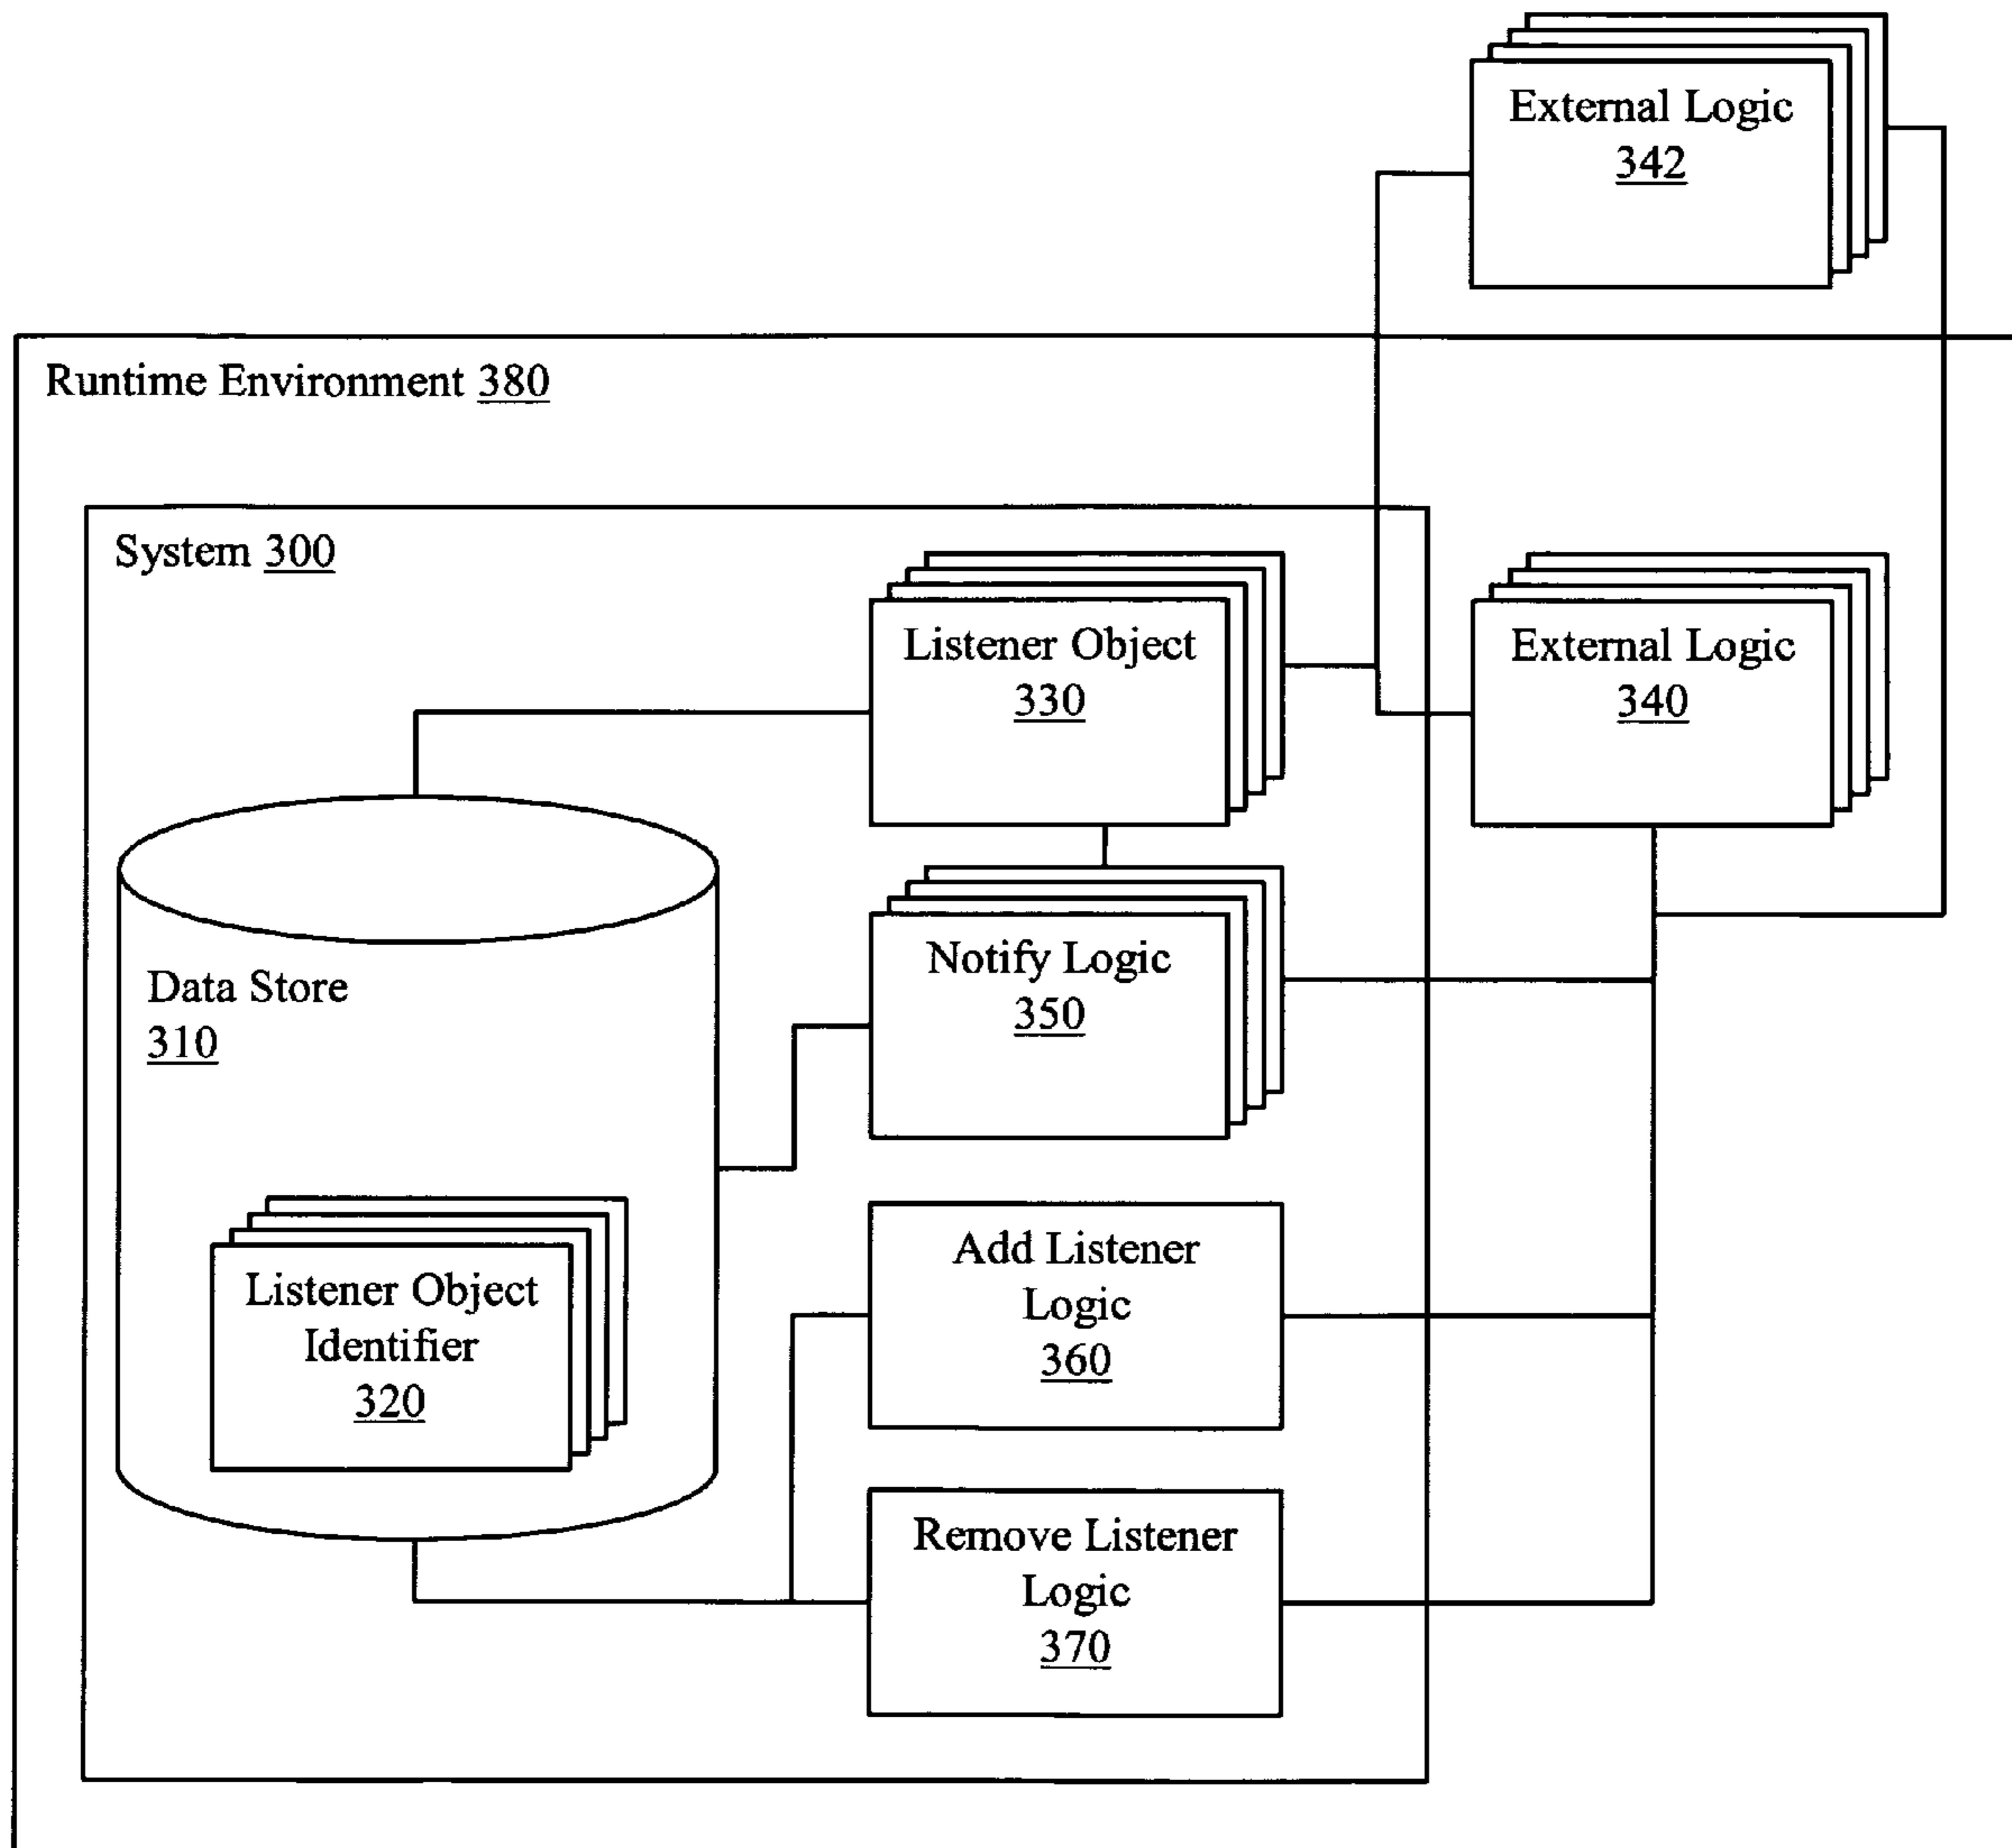 External Logic
342
Runtime Environment 380
System 300
Listener Object
330
External Logic
340
Data Store
310
Notify Logic
350
Listener Object
Identifier
320
Add Listener
Logic
360
Remove Listener
Logic
370